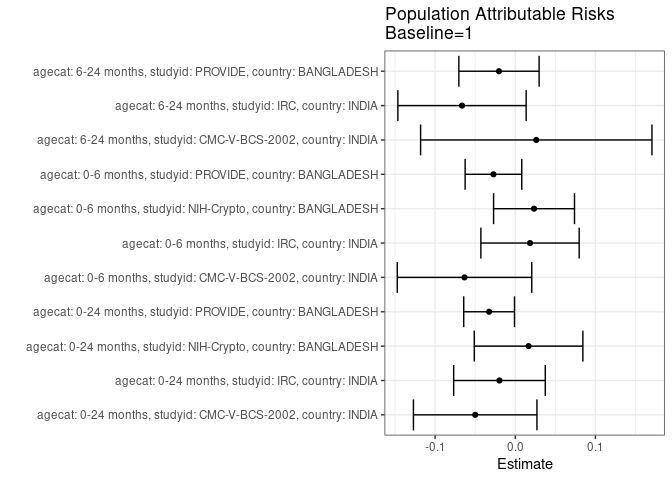 Population Attributable Risks
Baseline=1
agecat: 6-24 months, studyid: PROVIDE, country: BANGLADESH
agecat: 6-24 months, studyid: IRC, country: INDIA
agecat: 6-24 months, studyid: CMC-V-BCS-2002, country: INDIA
agecat: 0-6 months, studyid: PROVIDE, country: BANGLADESH
agecat: 0-6 months, studyid: NIH-Crypto, country: BANGLADESH
agecat: 0-6 months, studyid: IRC, country: INDIA
agecat: 0-6 months, studyid: CMC-V-BCS-2002, country: INDIA
agecat: 0-24 months, studyid: PROVIDE, country: BANGLADESH
agecat: 0-24 months, studyid: NIH-Crypto, country: BANGLADESH
agecat: 0-24 months, studyid: IRC, country: INDIA
agecat: 0-24 months, studyid: CMC-V-BCS-2002, country: INDIA
-0.1 0.0 0.1
Estimate